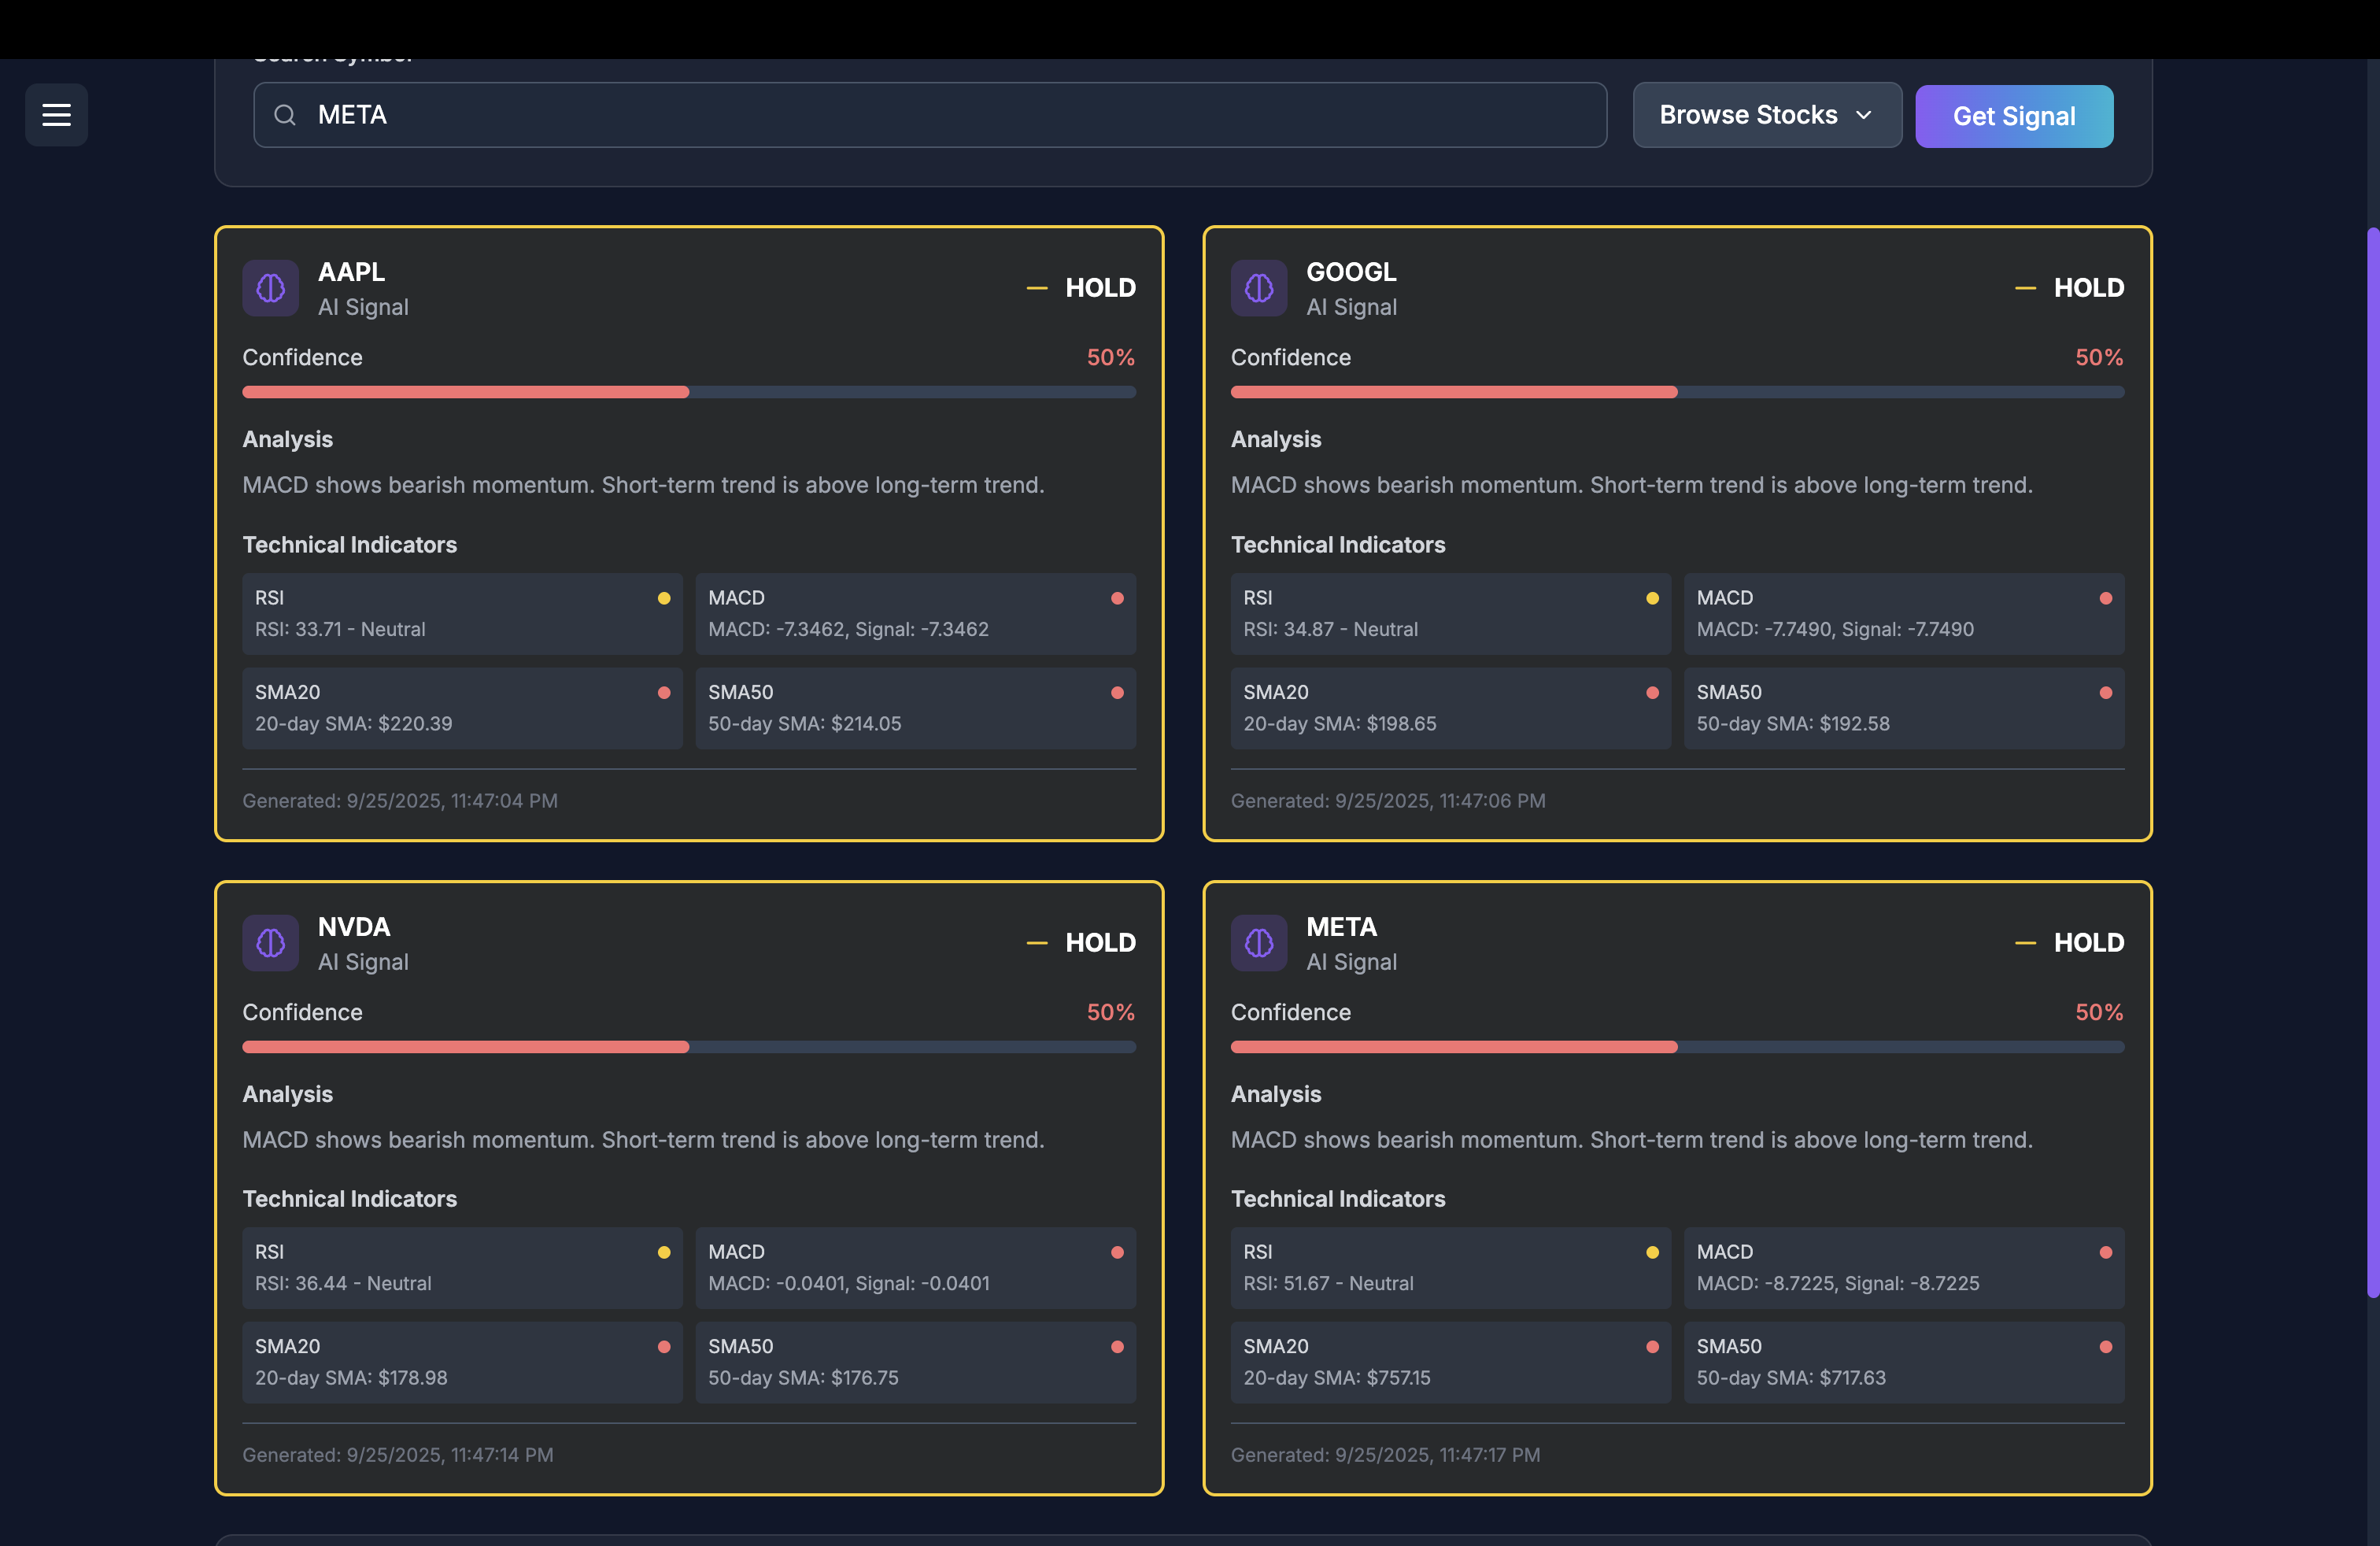 Search Symbol
META
Browse Stocks
Get Signal
AAPL
AI Signal
HOLD
Confidence
50%
Analysis
MACD shows bearish momentum. Short-term trend is above long-term trend.
Technical Indicators
RSI
RSI: 33.71 - Neutral
MACD
MACD: -7.3462, Signal: -7.3462
SMA20
20-day SMA: $220.39
SMA50
50-day SMA: $214.05
Generated: 9/25/2025, 11:47:04 PM
GOOGL
AI Signal
HOLD
Confidence
50%
Analysis
MACD shows bearish momentum. Short-term trend is above long-term trend.
Technical Indicators
RSI
RSI: 34.87 - Neutral
MACD
MACD: -7.7490, Signal: -7.7490
SMA20
20-day SMA: $198.65
SMA50
50-day SMA: $192.58
Generated: 9/25/2025, 11:47:06 PM
NVDA
AI Signal
HOLD
Confidence
50%
Analysis
MACD shows bearish momentum. Short-term trend is above long-term trend.
Technical Indicators
RSI
RSI: 36.44 - Neutral
MACD
MACD: -0.0401, Signal: -0.0401
SMA20
20-day SMA: $178.98
SMA50
50-day SMA: $176.75
Generated: 9/25/2025, 11:47:14 PM
META
AI Signal
HOLD
Confidence
50%
Analysis
MACD shows bearish momentum. Short-term trend is above long-term trend.
Technical Indicators
RSI
RSI: 51.67 - Neutral
MACD
MACD: -8.7225, Signal: -8.7225
SMA20
20-day SMA: $757.15
SMA50
50-day SMA: $717.63
Generated: 9/25/2025, 11:47:17 PM